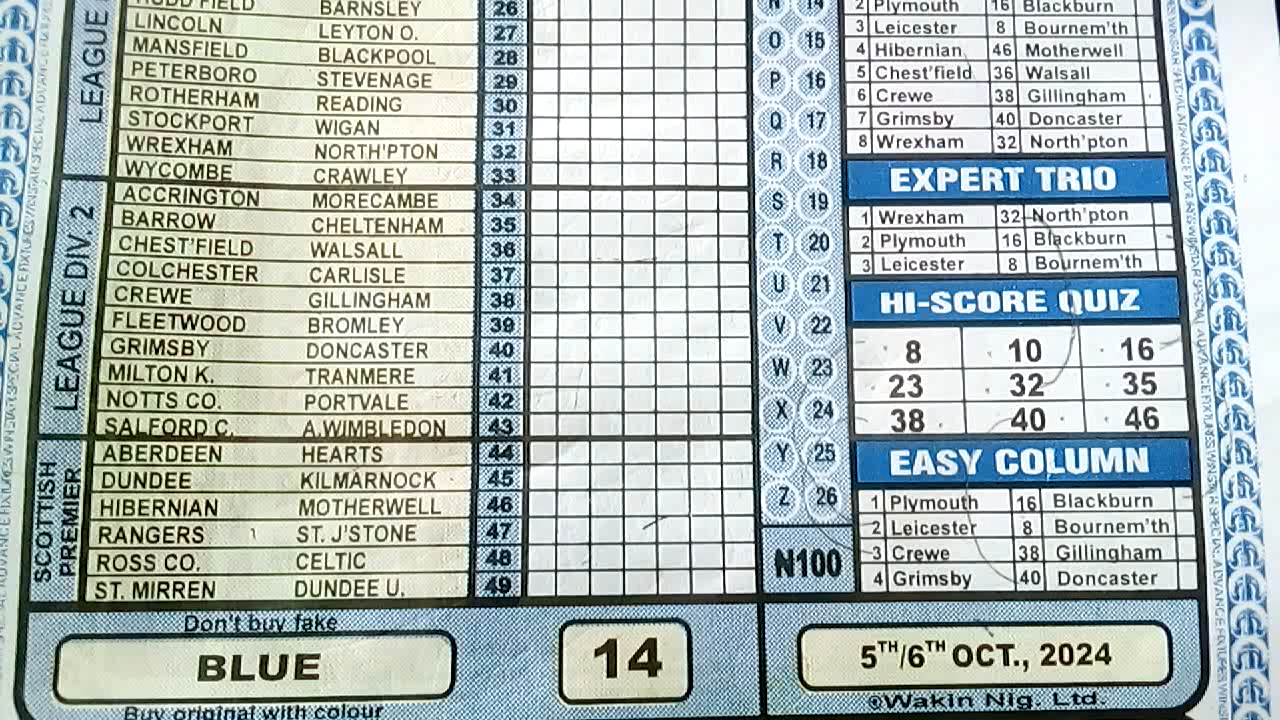 HUDD'FIELD BARNSLEY 26
LINCOLN LEYTON O. 27
MANSFIELD BLACKPOOL 28
PETERBORO STEVENAGE 29
ROTHERHAM READING 30
STOCKPORT WIGAN 31
WREXHAM NORTH'PTON 32
WYCOMBE CRAWLEY 33
LEAGUE
ACCRINGTON MORECAMBE 34
BARROW CHELTENHAM 35
CHEST'FIELD WALSALL 36
COLCHESTER CARLISLE 37
CREWE GILLINGHAM 38
FLEETWOOD BROMLEY 39
GRIMSBY DONCASTER 40
MILTON K. TRANMERE 41
NOTTS CO. PORTVALE 42
SALFORD C. A.WIMBLEDON 43
LEAGUE DIV. 2
ABERDEEN HEARTS 44
DUNDEE KILMARNOCK 45
HIBERNIAN MOTHERWELL 46
RANGERS ST. J'STONE 47
ROSS CO. CELTIC 48
ST. MIRREN DUNDEE U. 49
SCOTTISH
PREMIER
N 14
O 15
P 16
Q 17
R 18
S 19
T 20
U 21
V 22
W 23
X 24
Y 25
Z 26
N100
2 Plymouth 16 Blackburn
3 Leicester 8 Bournem'th
4 Hibernian 46 Motherwell
5 Chest'field 36 Walsall
6 Crewe 38 Gillingham
7 Grimsby 40 Doncaster
8 Wrexham 32 North'pton
EXPERT TRIO
1 Wrexham 32 North'pton
2 Plymouth 16 Blackburn
3 Leicester 8 Bournem'th
HI-SCORE QUIZ
8 10 16
23 32 35
38 40 46
EASY COLUMN
1 Plymouth 16 Blackburn
2 Leicester 8 Bournem'th
3 Crewe 38 Gillingham
4 Grimsby 40 Doncaster
Don't buy fake
BLUE
Buy original with colour
14
5TH/6TH OCT., 2024
©Wakin Nig. Ltd.